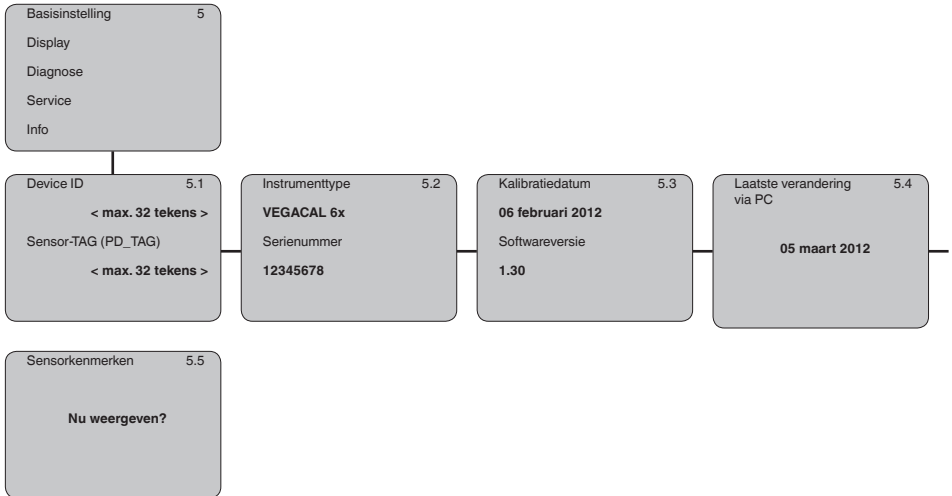 Basisinstelling 5
Display
Diagnose
Service
Info
Device ID 5.1
< max. 32 tekens >
Sensor-TAG (PD_TAG)
< max. 32 tekens >
Instrumenttype 5.2
VEGACAL 6x
Serienummer
12345678
Kalibratiedatum 5.3
06 februari 2012
Softwareversie
1.30
Laatste verandering 5.4
via PC
05 maart 2012
Sensorkenmerken 5.5
Nu weergeven?